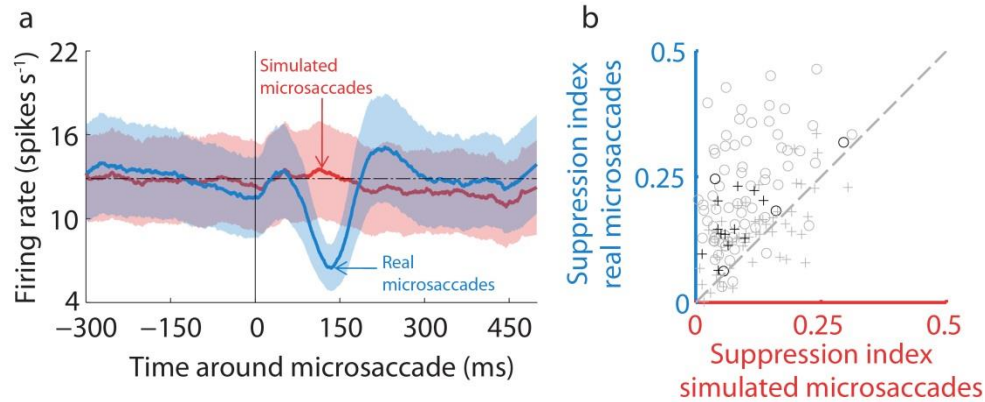 a
22
16
10
4
Firing rate (spikes s⁻¹)
Simulated
microsaccades
Real
microsaccades
−300
−150
0
150
300
450
Time around microsaccade (ms)
b
0.5
0.25
0
Suppression index
real microsaccades
0
0.25
0.5
Suppression index
simulated microsaccades